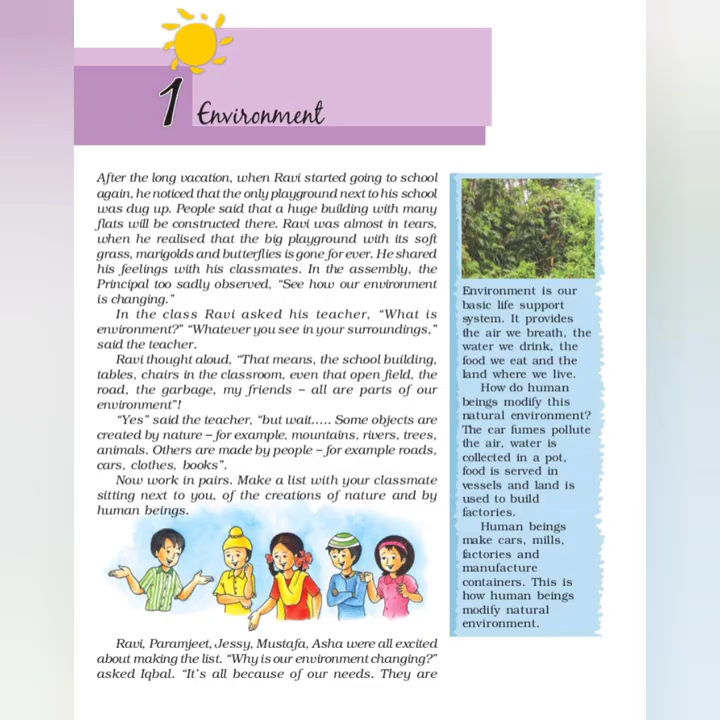 1 Environment
After the long vacation, when Ravi started going to school
again, he noticed that the only playground next to his school
was dug up. People said that a huge building with many
flats will be constructed there. Ravi was almost in tears,
when he realised that the big playground with its soft
grass, marigolds and butterflies is gone for ever. He shared
his feelings with his classmates. In the assembly, the
Principal too sadly observed, “See how our environment
is changing.”
In the class Ravi asked his teacher, “What is
environment?” “Whatever you see in your surroundings,”
said the teacher.
Ravi thought aloud, “That means, the school building,
tables, chairs in the classroom, even that open field, the
road, the garbage, my friends – all are parts of our
environment”!
“Yes” said the teacher, “but wait..... Some objects are
created by nature – for example, mountains, rivers, trees,
animals. Others are made by people – for example roads,
cars, clothes, books”.
Now work in pairs. Make a list with your classmate
sitting next to you, of the creations of nature and by
human beings.
Ravi, Paramjeet, Jessy, Mustafa, Asha were all excited
about making the list. “Why is our environment changing?”
asked Iqbal. “It’s all because of our needs. They are
Environment is our
basic life support
system. It provides
the air we breath, the
water we drink, the
food we eat and the
land where we live.
How do human
beings modify this
natural environment?
The car fumes pollute
the air, water is
collected in a pot,
food is served in
vessels and land is
used to build
factories.
Human beings
make cars, mills,
factories and
manufacture
containers. This is
how human beings
modify natural
environment.